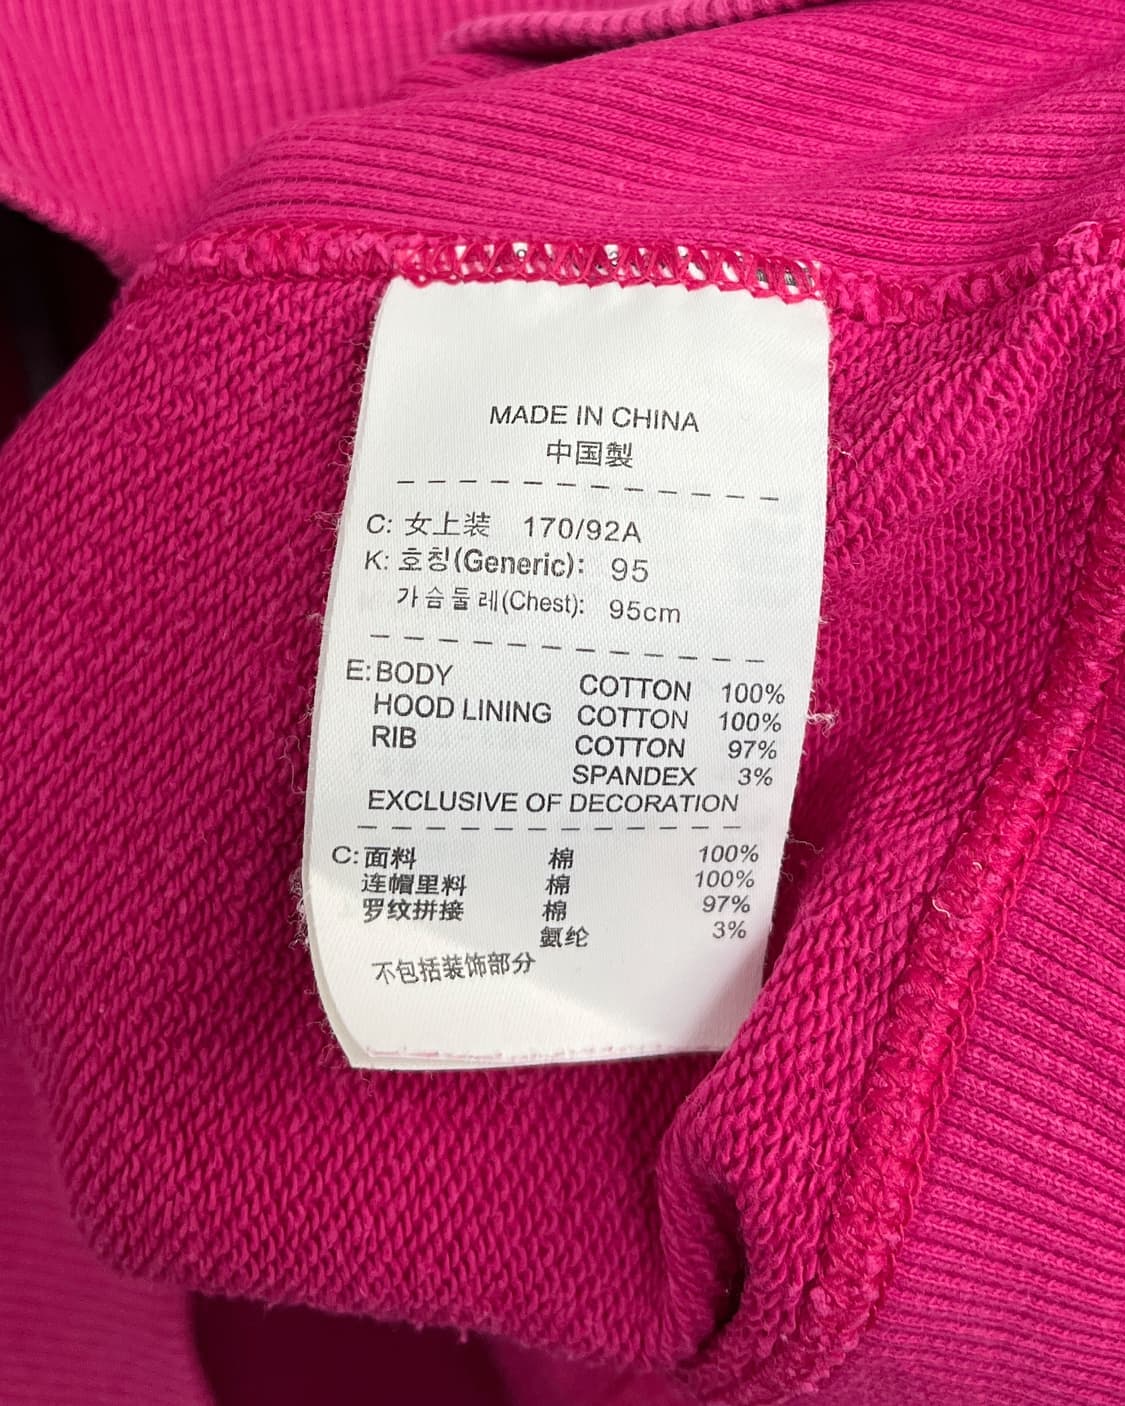 MADE IN CHINA
中国製
C: 女上装 170/92A
K: 호칭(Generic): 95
가슴둘레(Chest): 95cm
E: BODY COTTON 100%
HOOD LINING COTTON 100%
RIB COTTON 97%
SPANDEX 3%
EXCLUSIVE OF DECORATION
C: 面料 棉 100%
连帽里料 棉 100%
罗纹拼接 棉 97%
氨纶 3%
不包括装饰部分